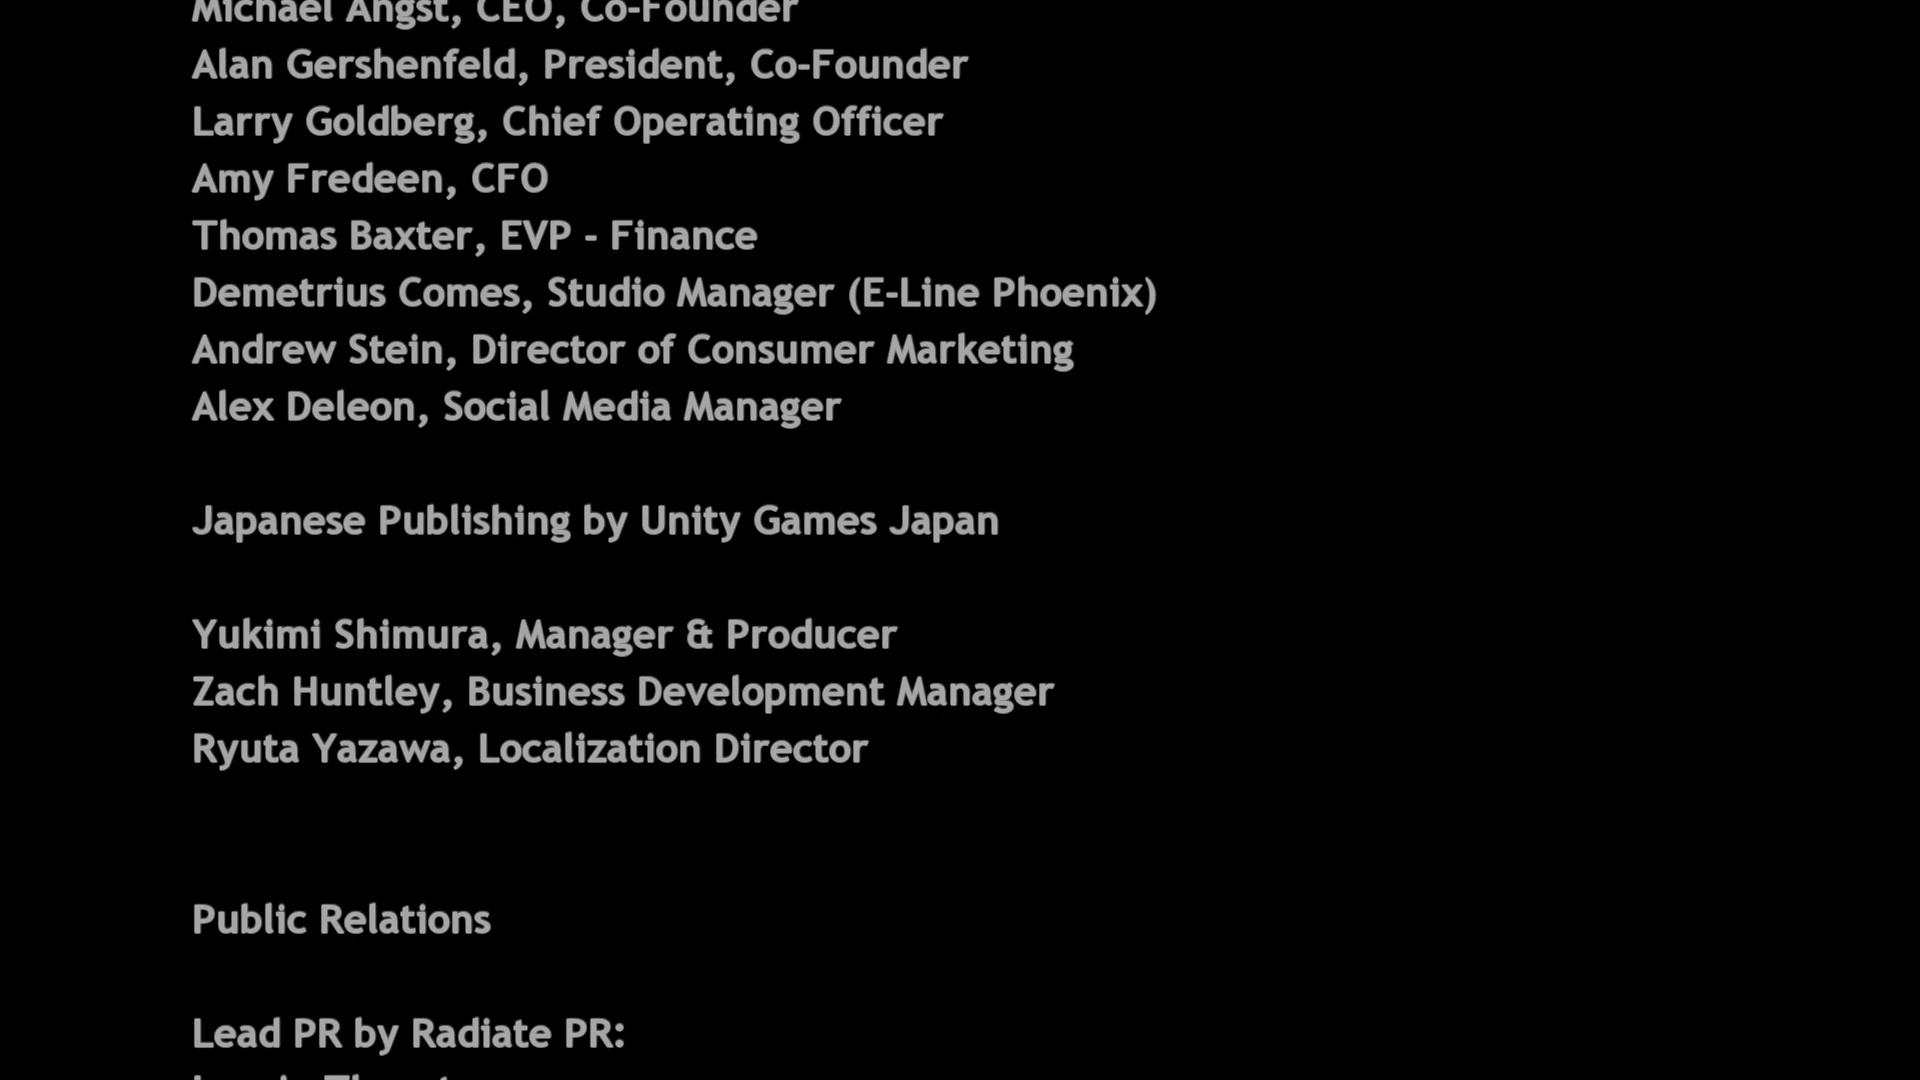 Michael Angst, CEO, Co-Founder
Alan Gershenfeld, President, Co-Founder
Larry Goldberg, Chief Operating Officer
Amy Fredeen, CFO
Thomas Baxter, EVP - Finance
Demetrius Comes, Studio Manager (E-Line Phoenix)
Andrew Stein, Director of Consumer Marketing
Alex Deleon, Social Media Manager
Japanese Publishing by Unity Games Japan
Yukimi Shimura, Manager & Producer
Zach Huntley, Business Development Manager
Ryuta Yazawa, Localization Director
Public Relations
Lead PR by Radiate PR: